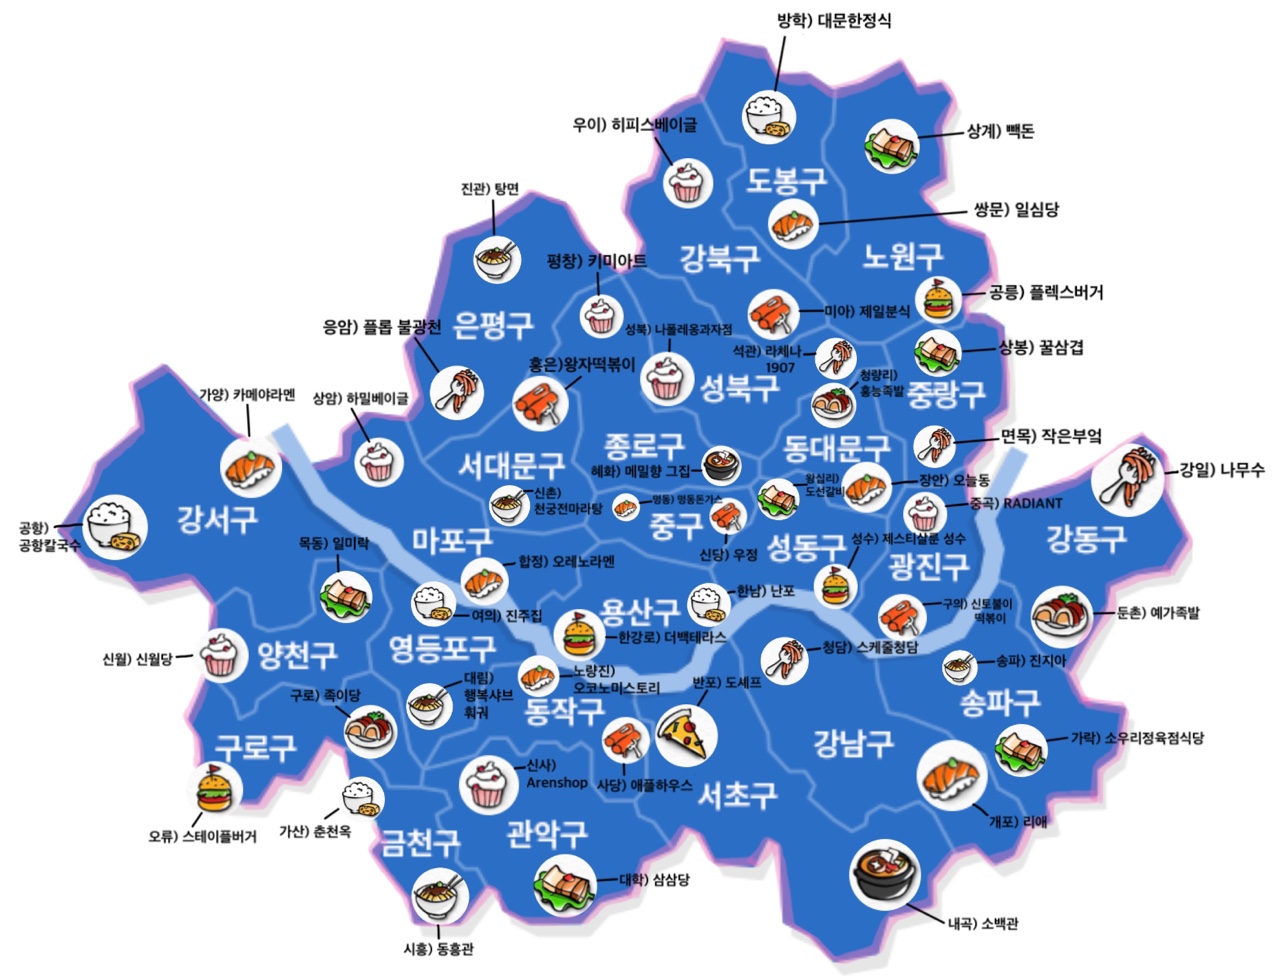 방학) 대문한정식
우이) 히피스베이글
상계) 빽돈
도봉구
진관) 탕면
쌍문) 일심당
강북구
노원구
평창) 키미아트
공릉) 플렉스버거
은평구
응암) 플롭 불광천
미아) 제일분식
성북) 나폴레옹과자점
석관) 라체나
1907
상봉) 꿀삼겹
홍은)왕자떡볶이
성북구
청량리)
홍능족발
중랑구
가양) 카메야라멘
상암) 하밀베이글
종로구
동대문구
면목) 작은부엌
서대문구
혜화) 메밀향 그집
강일) 나무수
왕십리)
도선갈비
장안) 오늘동
신촌)
천궁전마라탕
명동) 명동돈가스
중곡) RADIANT
강서구
공항)
공항칼국수
중구
마포구
목동) 일미락
신당) 우정
성동구
성수) 제스티살룬 성수
강동구
광진구
합정) 오레노라멘
한남) 난포
용산구
구의) 신토불이
떡볶이
둔촌) 예가족발
여의) 진주집
한강로) 더백테라스
영등포구
청담) 스케줄청담
신월) 신월당
양천구
송파) 진지아
대림)
행복샤브
훠궈
노량진)
오코노미스토리
반포) 도셰프
구로) 족이당
동작구
송파구
구로구
강남구
가락) 소우리정육점식당
신사)
Arenshop
사당) 애플하우스
서초구
오류) 스테이플버거
가산) 춘천옥
금천구
관악구
개포) 리애
대학) 삼삼당
내곡) 소백관
시흥) 동흥관